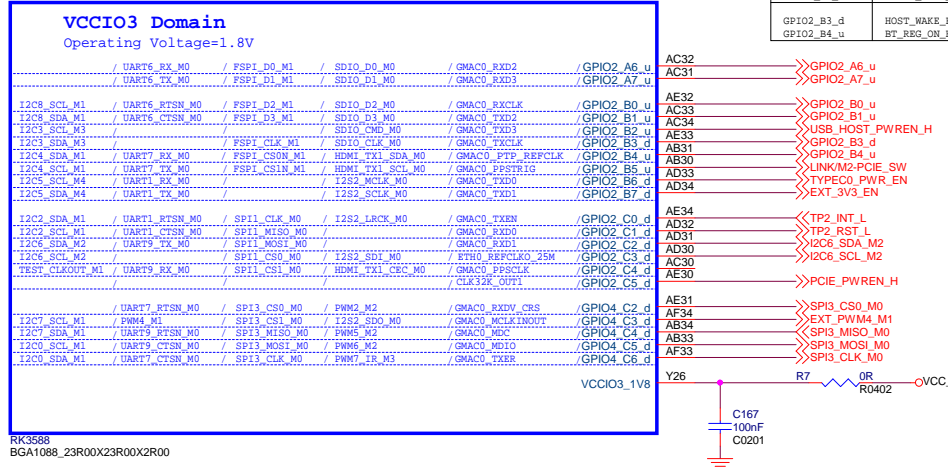 VCCIO3 Domain
Operating Voltage=1.8V
GPIO2_B3_d HOST_WAKE_
GPIO2_B4_u BT_REG_ON_
/ UART6_RX_M0 / FSPI_D0_M1 / SDIO_D0_M0 / GMAC0_RXD2 /GPIO2_A6_u AC32 GPIO2_A6_u
/ UART6_TX_M0 / FSPI_D1_M1 / SDIO_D1_M0 / GMAC0_RXD3 /GPIO2_A7_u AC31 GPIO2_A7_u
I2C8_SCL_M1 / UART6_RTSN_M0 / FSPI_D2_M1 / SDIO_D2_M0 / GMAC0_RXCLK /GPIO2_B0_u AE32 GPIO2_B0_u
I2C8_SDA_M1 / UART6_CTSN_M0 / FSPI_D3_M1 / SDIO_D3_M0 / GMAC0_TXD2 /GPIO2_B1_u AC33 GPIO2_B1_u
I2C3_SCL_M3 / / / SDIO_CMD_M0 / GMAC0_TXD3 /GPIO2_B2_u AC34 USB_HOST_PWREN_H
I2C3_SDA_M3 / / FSPI_CLK_M1 / SDIO_CLK_M0 / GMAC0_TXCLK /GPIO2_B3_d AE33 GPIO2_B3_d
I2C4_SDA_M1 / UART7_RX_M0 / FSPI_CS0N_M1 / HDMI_TX1_SDA_M0 / GMAC0_PTP_REFCLK /GPIO2_B4_u AB31 GPIO2_B4_u
I2C4_SCL_M1 / UART7_TX_M0 / FSPI_CS1N_M1 / HDMI_TX1_SCL_M0 / GMAC0_PPSTRIG /GPIO2_B5_u AB30 LINK/M2-PCIE_SW
I2C5_SCL_M4 / UART1_RX_M0 / / I2S2_MCLK_M0 / GMAC0_TXD0 /GPIO2_B6_d AD33 TYPEC0_PWR_EN
I2C5_SDA_M4 / UART1_TX_M0 / / I2S2_SCLK_M0 / GMAC0_TXD1 /GPIO2_B7_d AD34 EXT_3V3_EN
I2C2_SDA_M1 / UART1_RTSN_M0 / SPI1_CLK_M0 / I2S2_LRCK_M0 / GMAC0_TXEN /GPIO2_C0_d AE34 TP2_INT_L
I2C2_SCL_M1 / UART1_CTSN_M0 / SPI1_MISO_M0 / / GMAC0_RXD0 /GPIO2_C1_d AD32 TP2_RST_L
I2C6_SDA_M2 / UART9_TX_M0 / SPI1_MOSI_M0 / / GMAC0_RXD1 /GPIO2_C2_d AD31 I2C6_SDA_M2
I2C6_SCL_M2 / / SPI1_CS0_M0 / I2S2_SDI_M0 / ETH0_REFCLKO_25M /GPIO2_C3_d AD30 I2C6_SCL_M2
TEST_CLKOUT_M1 / UART9_RX_M0 / SPI1_CS1_M0 / HDMI_TX1_CEC_M0 / GMAC0_PPSCLK /GPIO2_C4_d AC30
/ / / / CLK32K_OUT1 /GPIO2_C5_d AE30 PCIE_PWREN_H
/ UART7_RTSN_M0 / SPI3_CS0_M0 / PWM2_M2 / GMAC0_RXDV_CRS /GPIO4_C2_d AE31 SPI3_CS0_M0
I2C7_SCL_M1 / PWM4_M1 / SPI3_CS1_M0 / I2S2_SDO_M0 / GMAC0_MCLKINOUT /GPIO4_C3_d AF34 EXT_PWM4_M1
I2C7_SDA_M1 / UART9_RTSN_M0 / SPI3_MISO_M0 / PWM5_M2 / GMAC0_MDC /GPIO4_C4_d AB34 SPI3_MISO_M0
I2C0_SCL_M1 / UART9_CTSN_M0 / SPI3_MOSI_M0 / PWM6_M2 / GMAC0_MDIO /GPIO4_C5_d AB33 SPI3_MOSI_M0
I2C0_SDA_M1 / UART7_CTSN_M0 / SPI3_CLK_M0 / PWM7_IR_M3 / GMAC0_TXER /GPIO4_C6_d AF33 SPI3_CLK_M0
VCCIO3_1V8 Y26 R7 0R VCC_
R0402
C167
100nF
C0201
RK3588
BGA1088_23R00X23R00X2R00